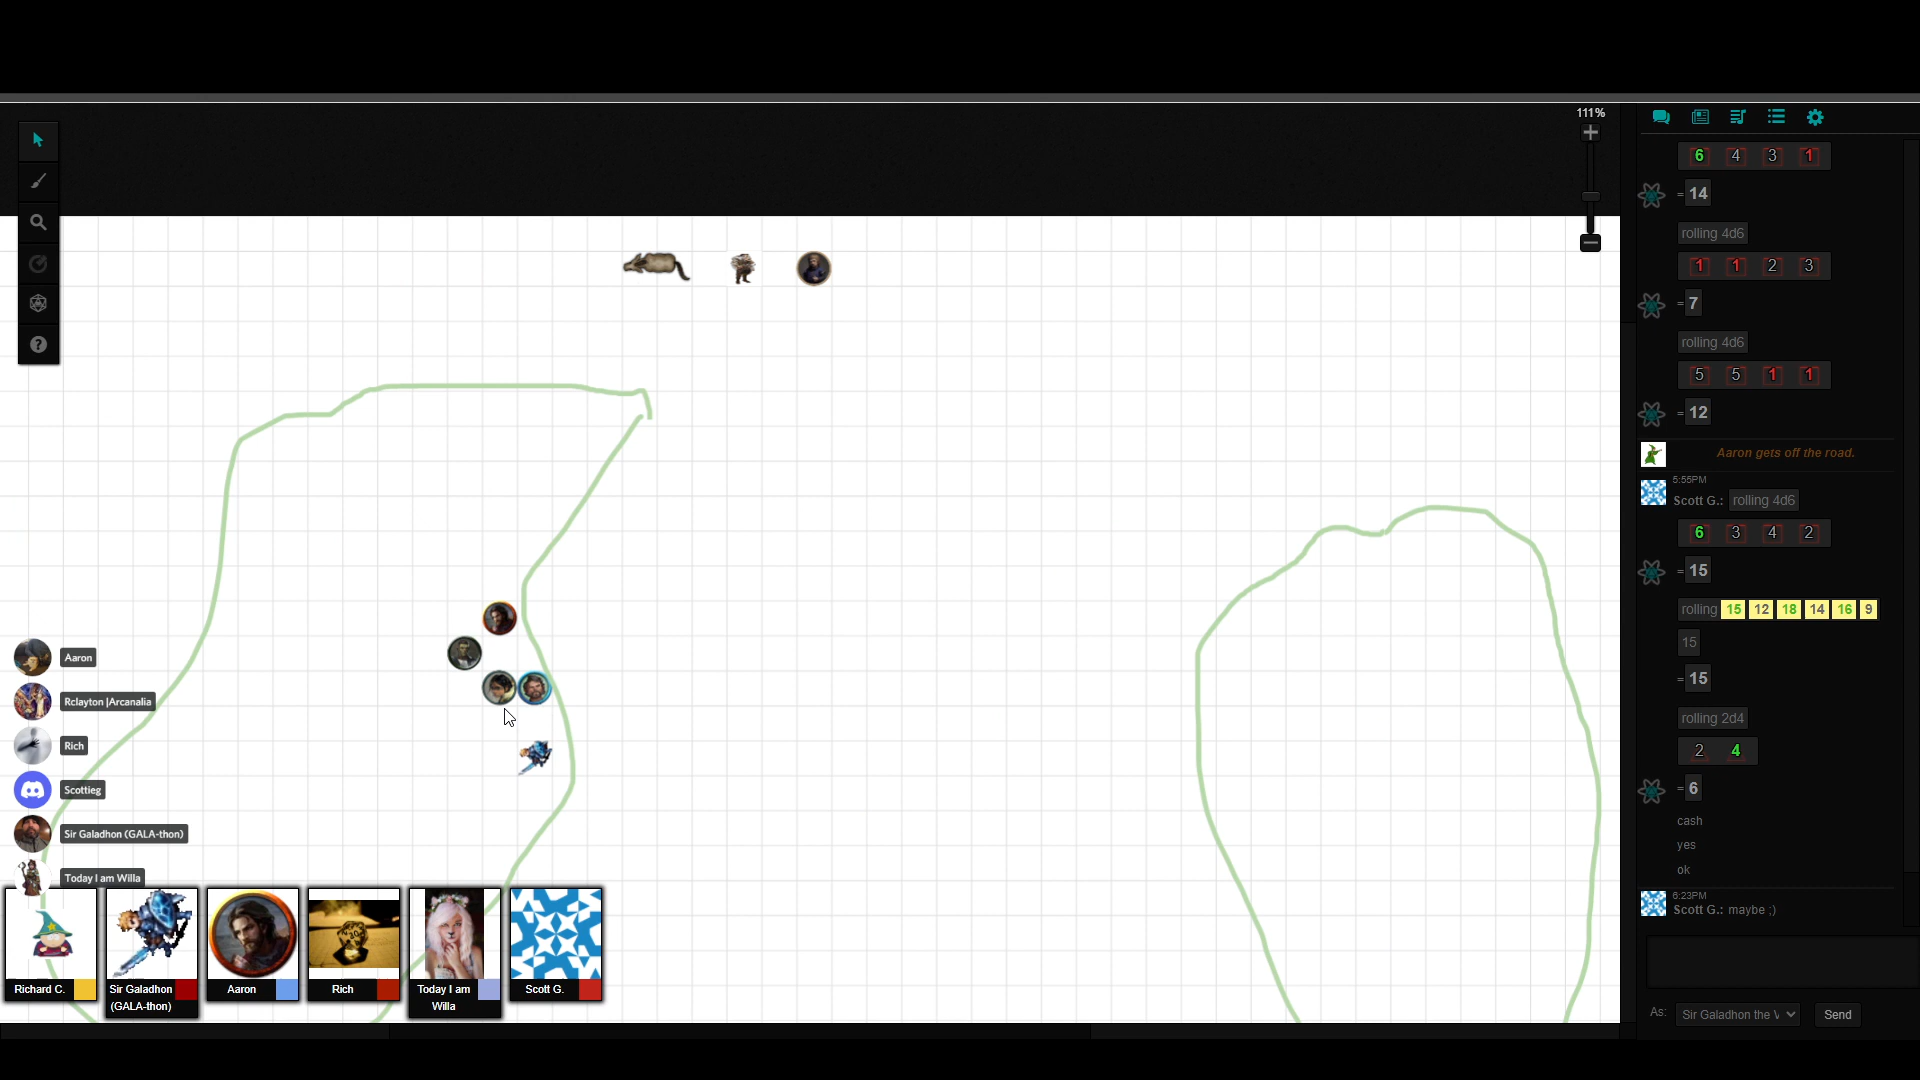 111%
6 4 3 1
= 14
rolling 4d6
1 1 2 3
= 7
rolling 4d6
5 5 1 1
= 12
Aaron gets off the road.
5:55PM
Scott G.: rolling 4d6
6 3 4 2
= 15
rolling 15 12 18 14 16 9
15
= 15
rolling 2d4
2 4
= 6
cash
yes
ok
6:23PM
Scott G.: maybe ;)
As: Sir Galadhon the V
Send
Aaron
Rclayton |Arcanalia
Rich
Scottieg
Sir Galadhon (GALA-thon)
Today I am Willa
Richard C.
Sir Galadhon
(GALA-thon)
Aaron
Rich
Today I am
Willa
Scott G.